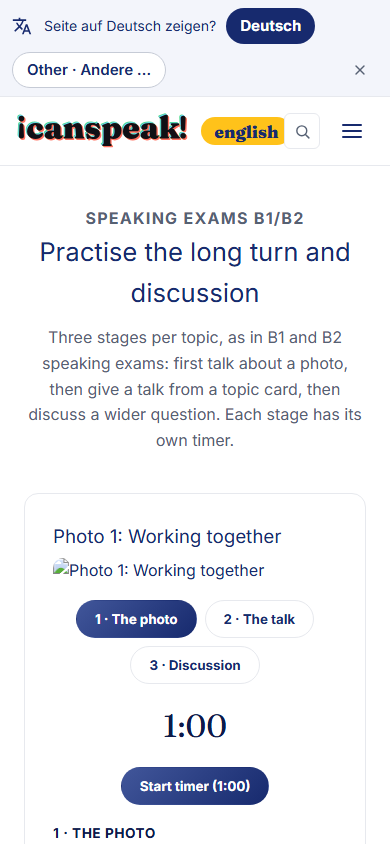 Seite auf Deutsch zeigen?
Deutsch
Other · Andere ...
icanspeak!
english
SPEAKING EXAMS B1/B2
Practise the long turn and
discussion
Three stages per topic, as in B1 and B2
speaking exams: first talk about a photo,
then give a talk from a topic card, then
discuss a wider question. Each stage has its
own timer.
Photo 1: Working together
Photo 1: Working together
1 · The photo
2 · The talk
3 · Discussion
1:00
Start timer (1:00)
1 · THE PHOTO